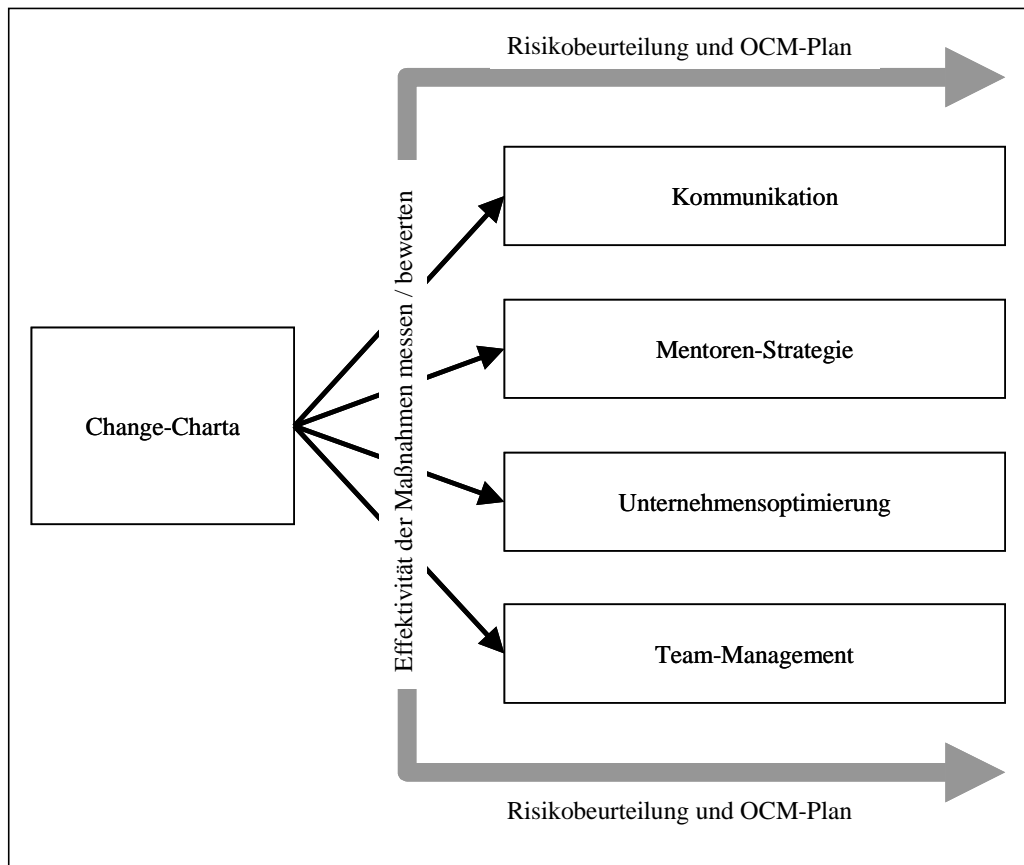 Risikobeurteilung und OCM-Plan
Kommunikation
Mentoren-Strategie
Change-Charta
Effektivität der Maßnahmen messen / bewerten
Unternehmensoptimierung
Team-Management
Risikobeurteilung und OCM-Plan